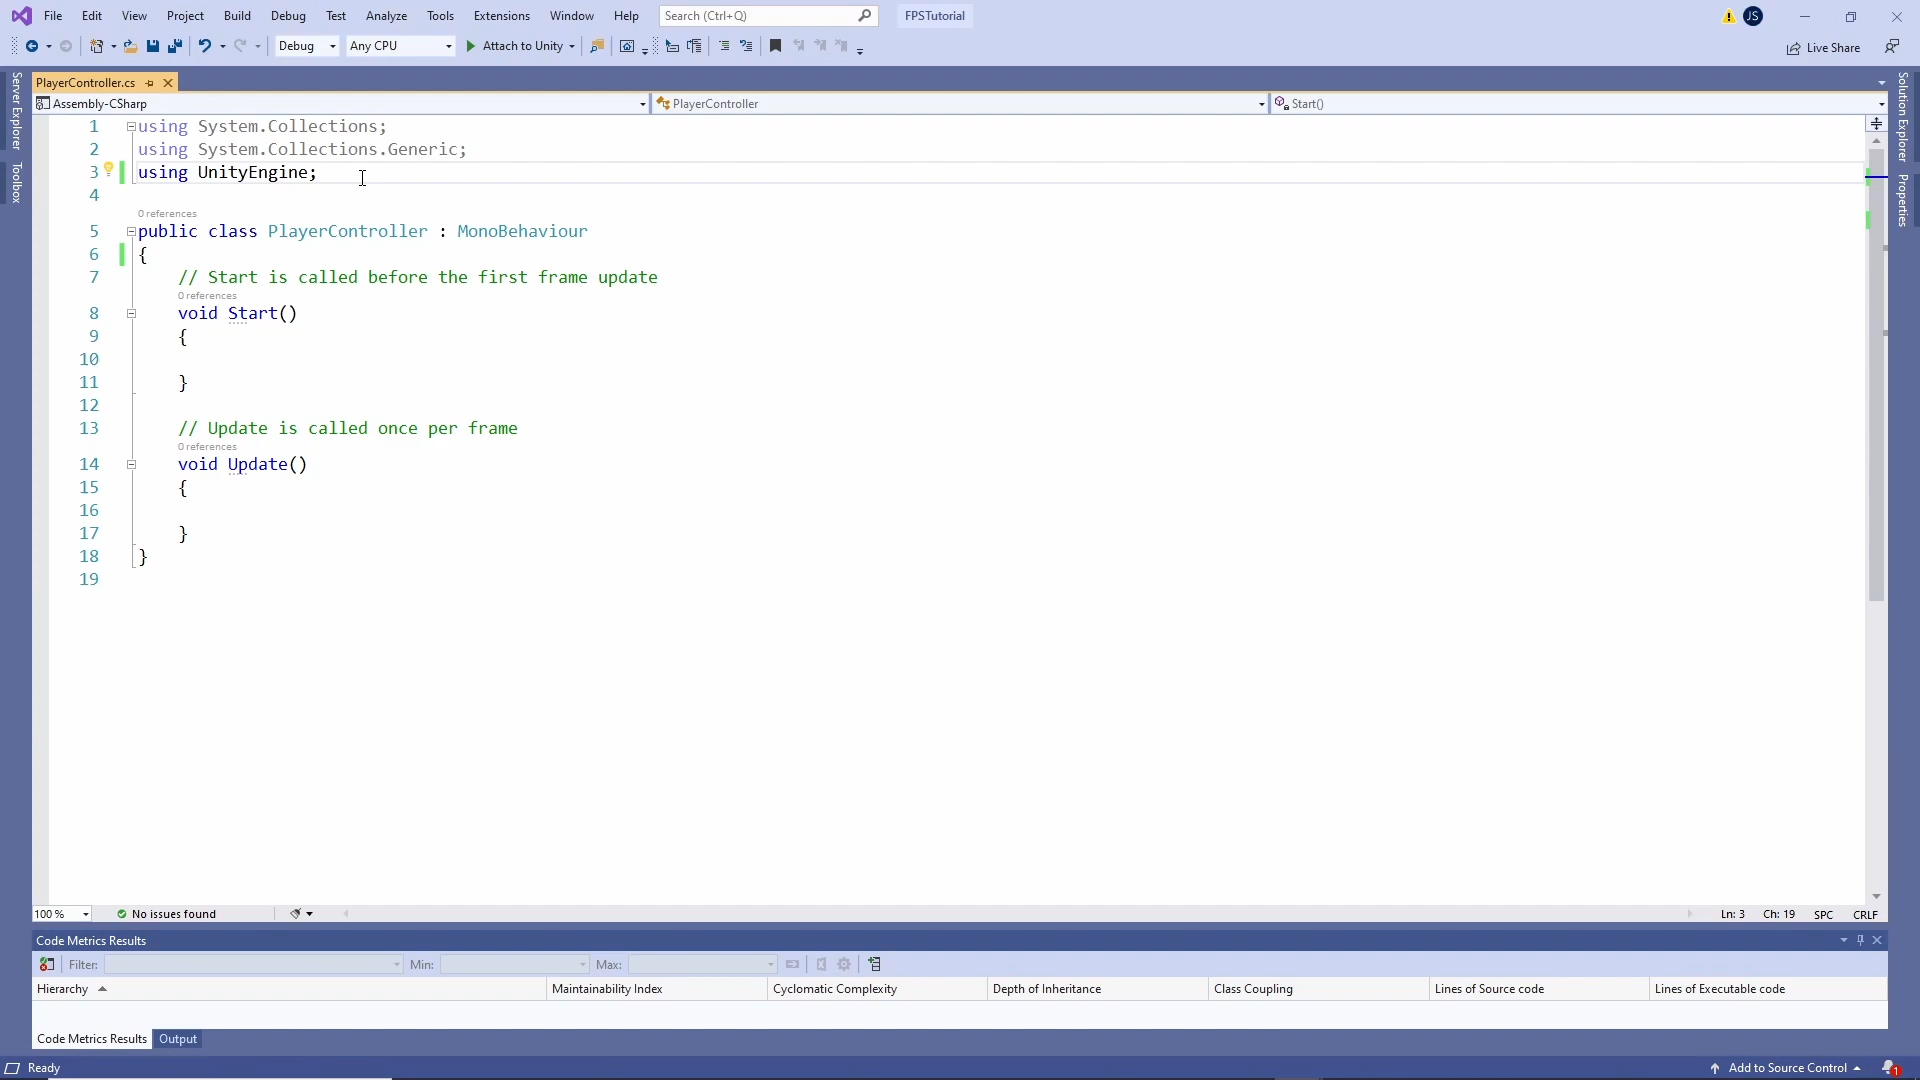 File Edit View Project Build Debug Test Analyze Tools Extensions Window Help Search (Ctrl+Q) FPSTutorial JS
Debug Any CPU Attach to Unity Live Share
Server Explorer
Toolbox
Solution Explorer
Properties
PlayerController.cs
Assembly-CSharp PlayerController Start()
1 using System.Collections;
2 using System.Collections.Generic;
3 using UnityEngine;
4
0 references
5 public class PlayerController : MonoBehaviour
6 {
7 // Start is called before the first frame update
0 references
8 void Start()
9 {
10
11 }
12
13 // Update is called once per frame
0 references
14 void Update()
15 {
16
17 }
18 }
19
100 % No issues found Ln: 3 Ch: 19 SPC CRLF
Code Metrics Results
Filter: Min: Max:
Hierarchy Maintainability Index Cyclomatic Complexity Depth of Inheritance Class Coupling Lines of Source code Lines of Executable code
Code Metrics Results Output
Ready Add to Source Control 1